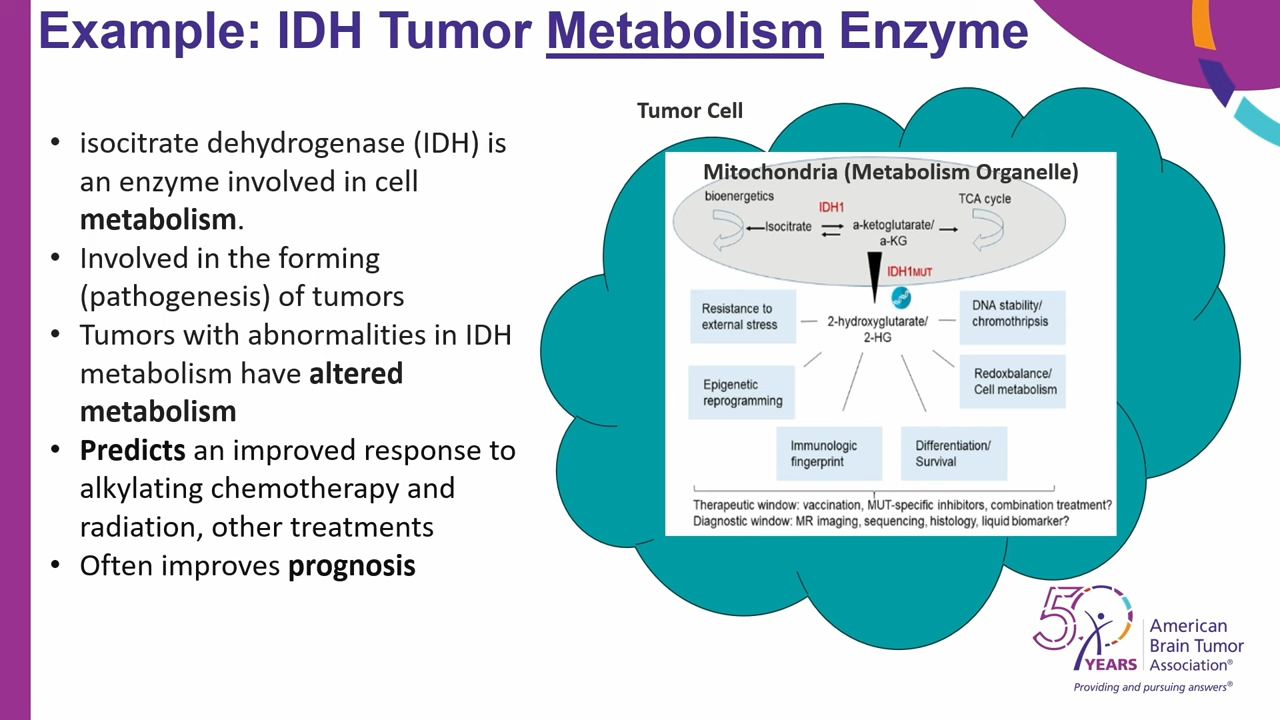 Example: IDH Tumor Metabolism Enzyme
• isocitrate dehydrogenase (IDH) is
an enzyme involved in cell
metabolism.
• Involved in the forming
(pathogenesis) of tumors
• Tumors with abnormalities in IDH
metabolism have altered
metabolism
• Predicts an improved response to
alkylating chemotherapy and
radiation, other treatments
• Often improves prognosis
Tumor Cell
Mitochondria (Metabolism Organelle)
bioenergetics
TCA cycle
IDH1
Isocitrate
a-ketoglutarate/
a-KG
IDH1MUT
2-hydroxyglutarate/
2-HG
Resistance to
external stress
DNA stability/
chromothripsis
Epigenetic
reprogramming
Redoxbalance/
Cell metabolism
Immunologic
fingerprint
Differentiation/
Survival
Therapeutic window: vaccination, MUT-specific inhibitors, combination treatment?
Diagnostic window: MR imaging, sequencing, histology, liquid biomarker?
50
YEARS
American
Brain Tumor
Association®
Providing and pursuing answers®